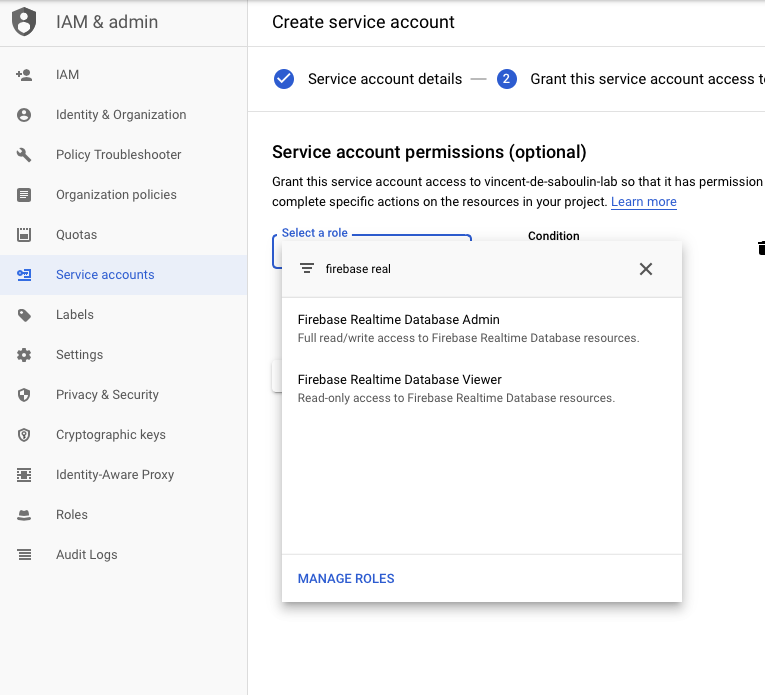 IAM & admin
Create service account
IAM
Identity & Organization
Policy Troubleshooter
Organization policies
Quotas
Service accounts
Labels
Settings
Privacy & Security
Cryptographic keys
Identity-Aware Proxy
Roles
Audit Logs
Service account details — 2 Grant this service account access to
Service account permissions (optional)
Grant this service account access to vincent-de-saboulin-lab so that it has permission
complete specific actions on the resources in your project. Learn more
Select a role
Condition
firebase real
Firebase Realtime Database Admin
Full read/write access to Firebase Realtime Database resources.
Firebase Realtime Database Viewer
Read-only access to Firebase Realtime Database resources.
MANAGE ROLES